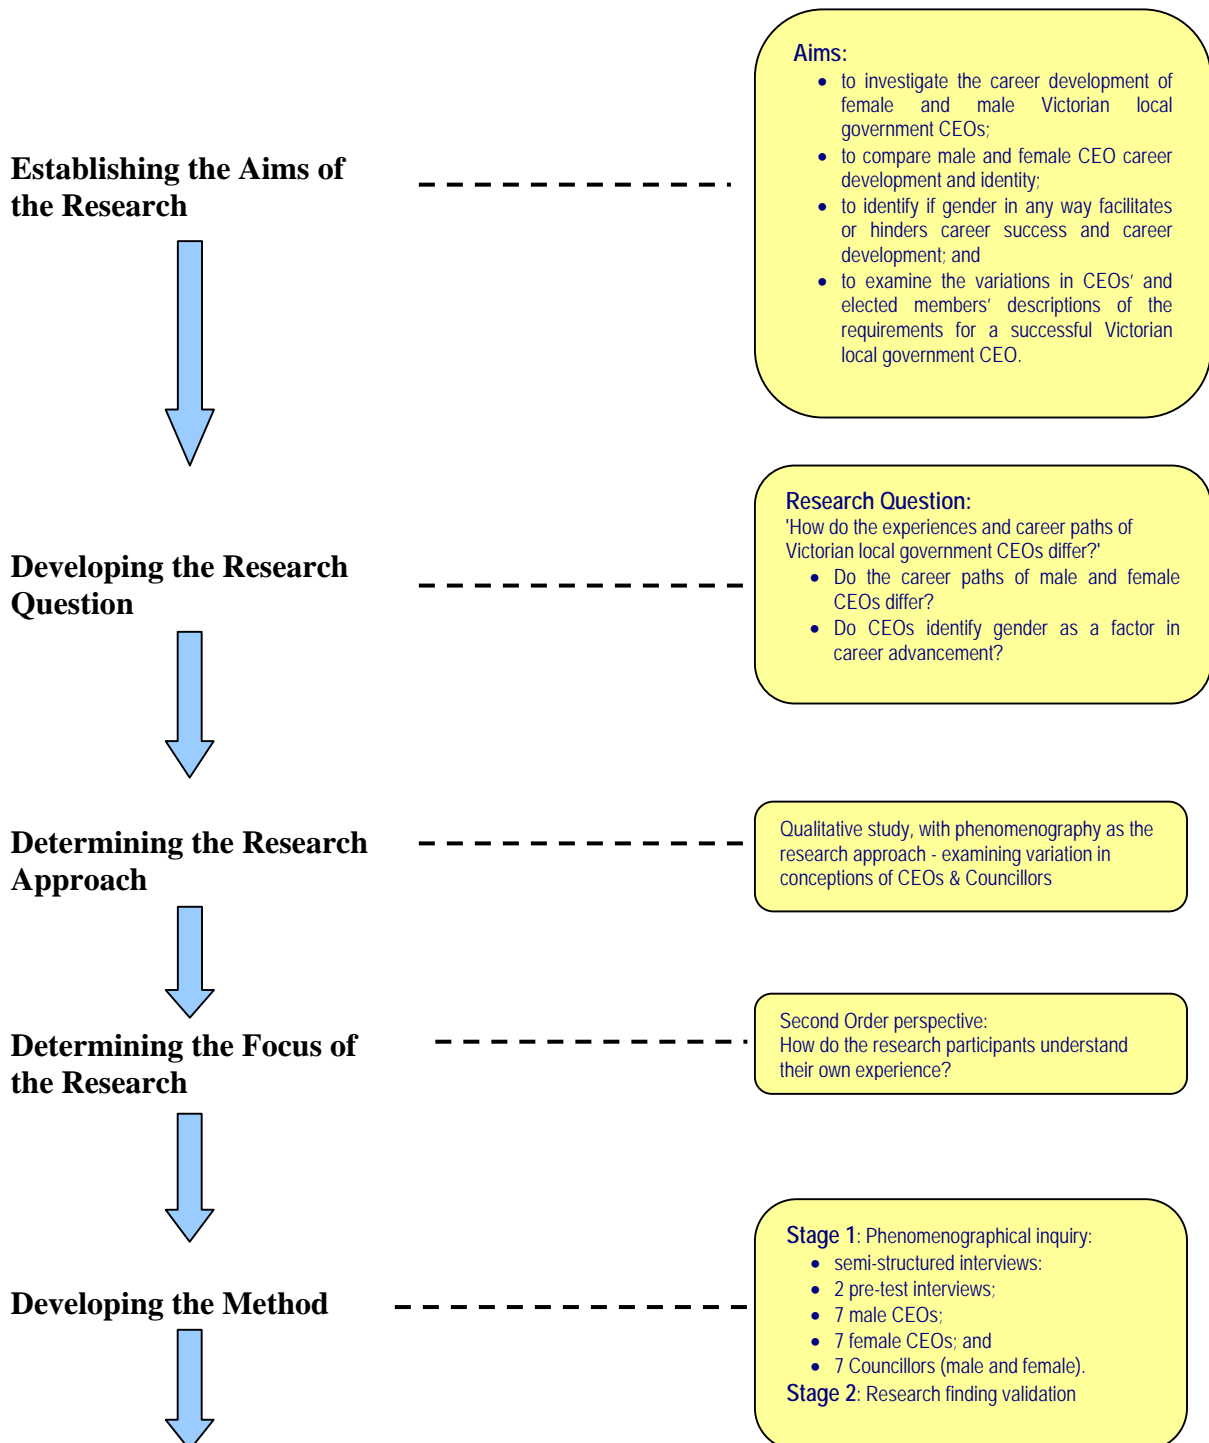 Establishing the Aims of
the Research
Aims:
• to investigate the career development of
female and male Victorian local
government CEOs;
• to compare male and female CEO career
development and identity;
• to identify if gender in any way facilitates
or hinders career success and career
development; and
• to examine the variations in CEOs' and
elected members' descriptions of the
requirements for a successful Victorian
local government CEO.
Developing the Research
Question
Research Question:
'How do the experiences and career paths of
Victorian local government CEOs differ?'
• Do the career paths of male and female
CEOs differ?
• Do CEOs identify gender as a factor in
career advancement?
Determining the Research
Approach
Qualitative study, with phenomenography as the
research approach - examining variation in
conceptions of CEOs & Councillors
Determining the Focus of
the Research
Second Order perspective:
How do the research participants understand
their own experience?
Developing the Method
Stage 1: Phenomenographical inquiry:
• semi-structured interviews:
• 2 pre-test interviews;
• 7 male CEOs;
• 7 female CEOs; and
• 7 Councillors (male and female).
Stage 2: Research finding validation